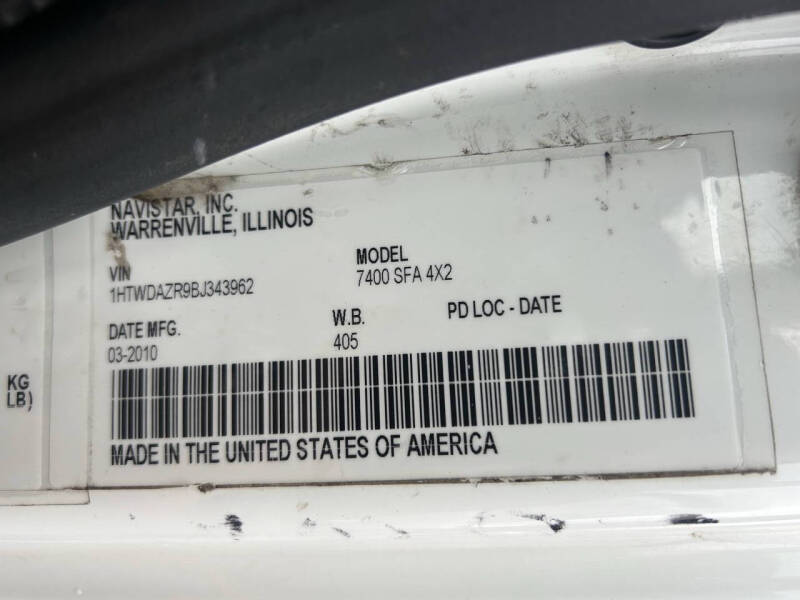 NAVISTAR, INC.
WARRENVILLE, ILLINOIS
VIN
1HTWDAZR9BJ343962
MODEL
7400 SFA 4X2
DATE MFG.
03-2010
W.B.
405
PD LOC - DATE
MADE IN THE UNITED STATES OF AMERICA
KG
LB)